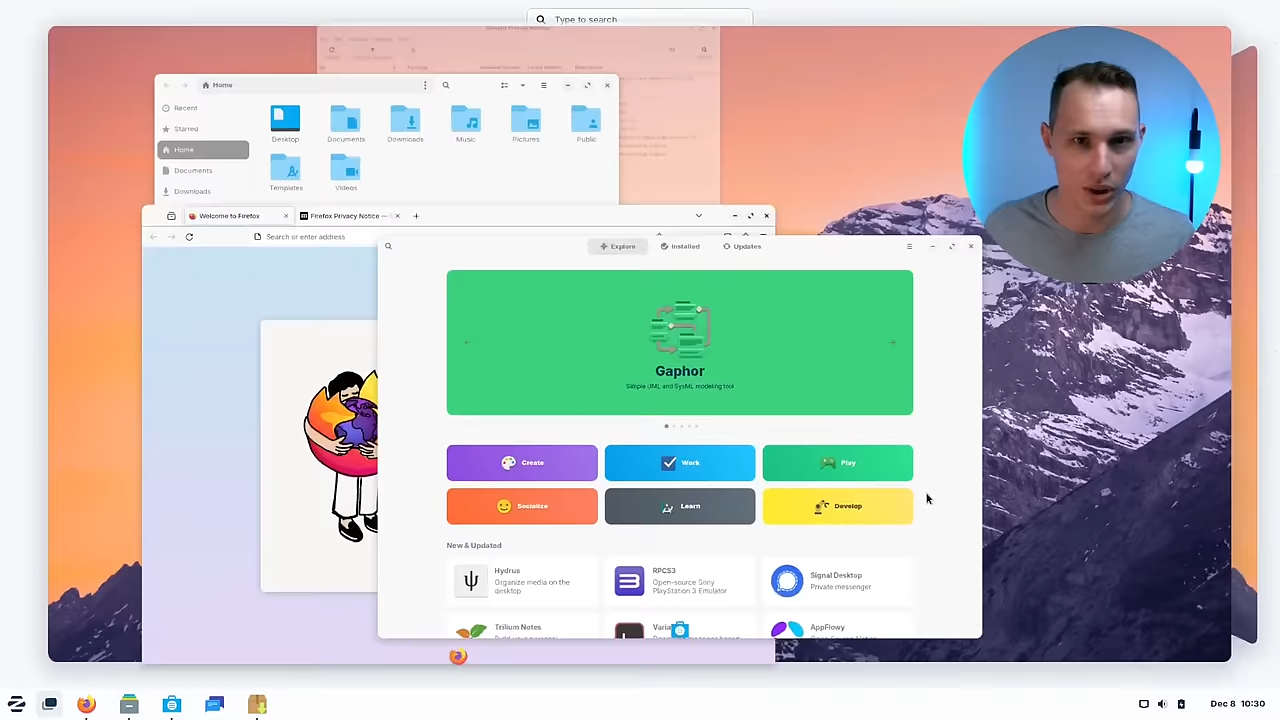 Type to search
Home
Recent
Starred
Home
Documents
Downloads
Desktop
Documents
Downloads
Music
Pictures
Public
Templates
Videos
Welcome to Firefox
Firefox Privacy Notice —
Search or enter address
Explore
Installed
Updates
Gaphor
Simple UML and SysML modeling tool
Create
Work
Play
Socialize
Learn
Develop
New & Updated
Hydrus
Organize media on the
desktop
RPCS3
Open-source Sony
PlayStation 3 Emulator
Signal Desktop
Private messenger
Trilium Notes
Varia
AppFlowy
Dec 8 10:30